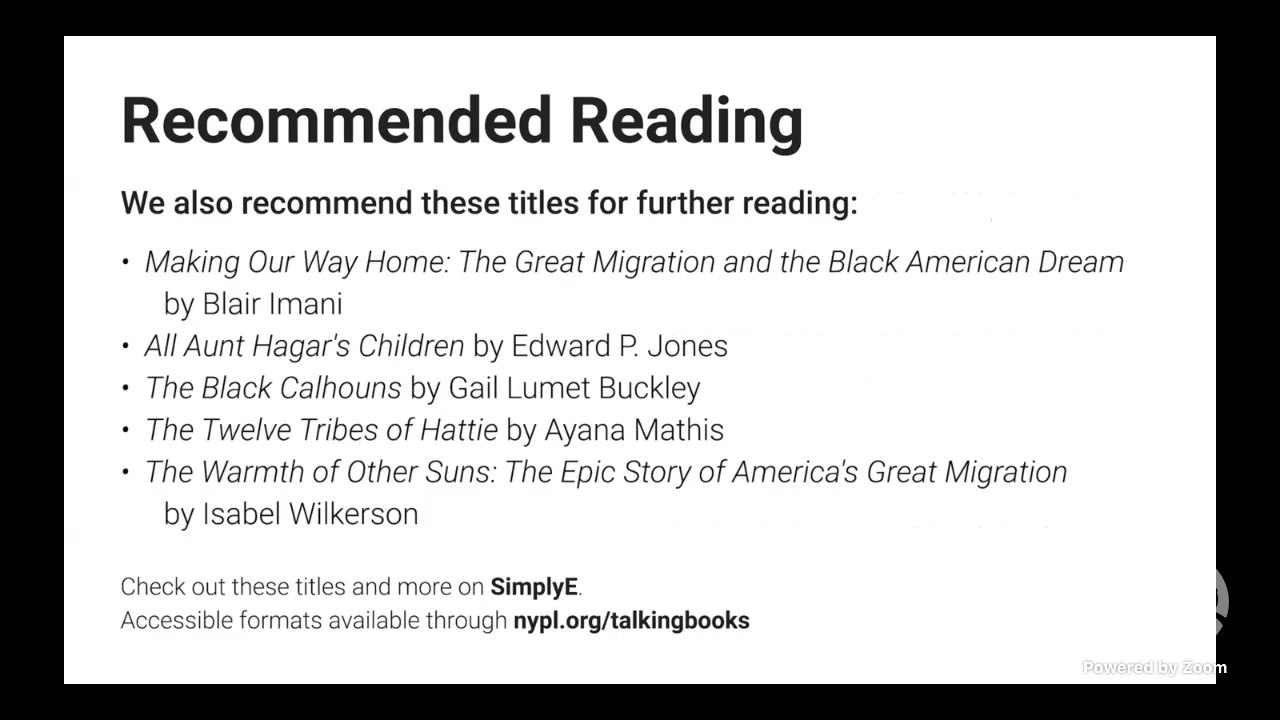 Recommended Reading
We also recommend these titles for further reading:
• Making Our Way Home: The Great Migration and the Black American Dream
by Blair Imani
• All Aunt Hagar's Children by Edward P. Jones
• The Black Calhouns by Gail Lumet Buckley
• The Twelve Tribes of Hattie by Ayana Mathis
• The Warmth of Other Suns: The Epic Story of America's Great Migration
by Isabel Wilkerson
Check out these titles and more on SimplyE.
Accessible formats available through nypl.org/talkingbooks
Powered by Zoom